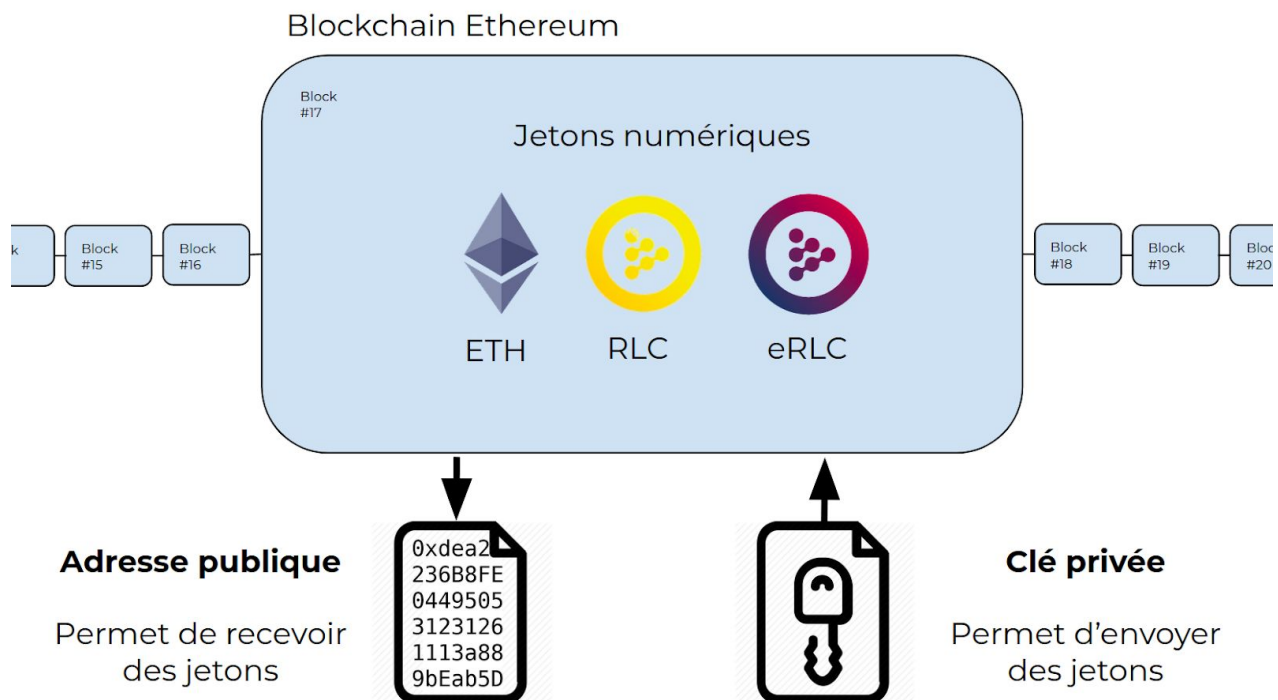 Blockchain Ethereum
Block
#17
Jetons numériques
ETH
RLC
eRLC
Block
#15
Block
#16
Block
#18
Block
#19
#20
Adresse publique
Permet de recevoir
des jetons
0xdea2
236B8FE
0449505
3123126
1113a88
9bEab5D
Clé privée
Permet d’envoyer
des jetons